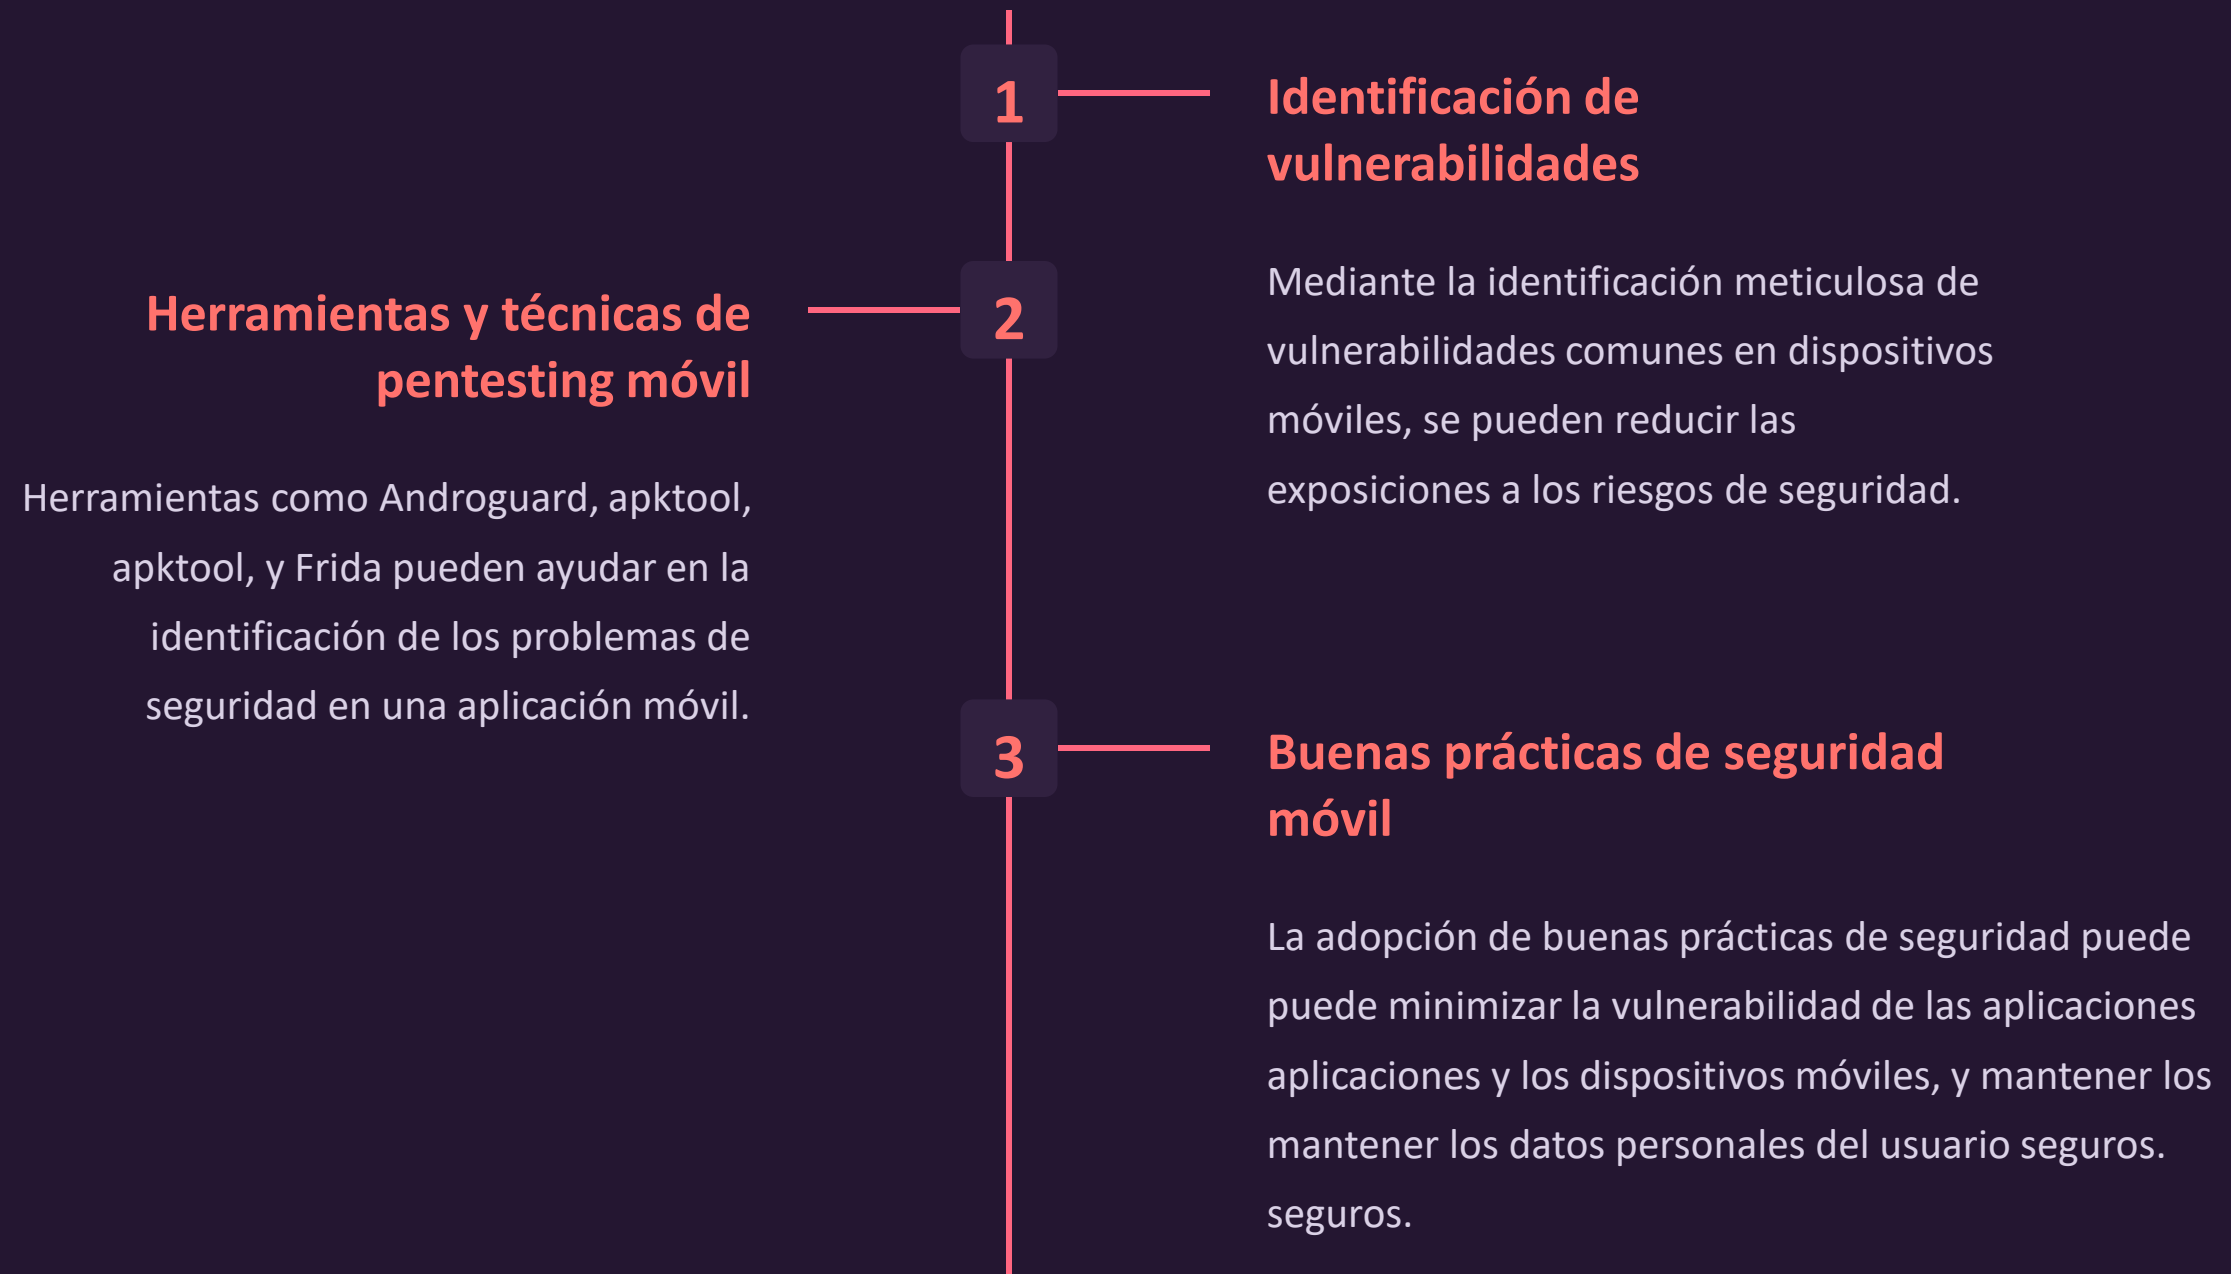 1
Identificación de
vulnerabilidades
Mediante la identificación meticulosa de
vulnerabilidades comunes en dispositivos
móviles, se pueden reducir las
exposiciones a los riesgos de seguridad.
2
Herramientas y técnicas de
pentesting móvil
Herramientas como Androguard, apktool,
apktool, y Frida pueden ayudar en la
identificación de los problemas de
seguridad en una aplicación móvil.
3
Buenas prácticas de seguridad
móvil
La adopción de buenas prácticas de seguridad puede
puede minimizar la vulnerabilidad de las aplicaciones
aplicaciones y los dispositivos móviles, y mantener los
mantener los datos personales del usuario seguros.
seguros.